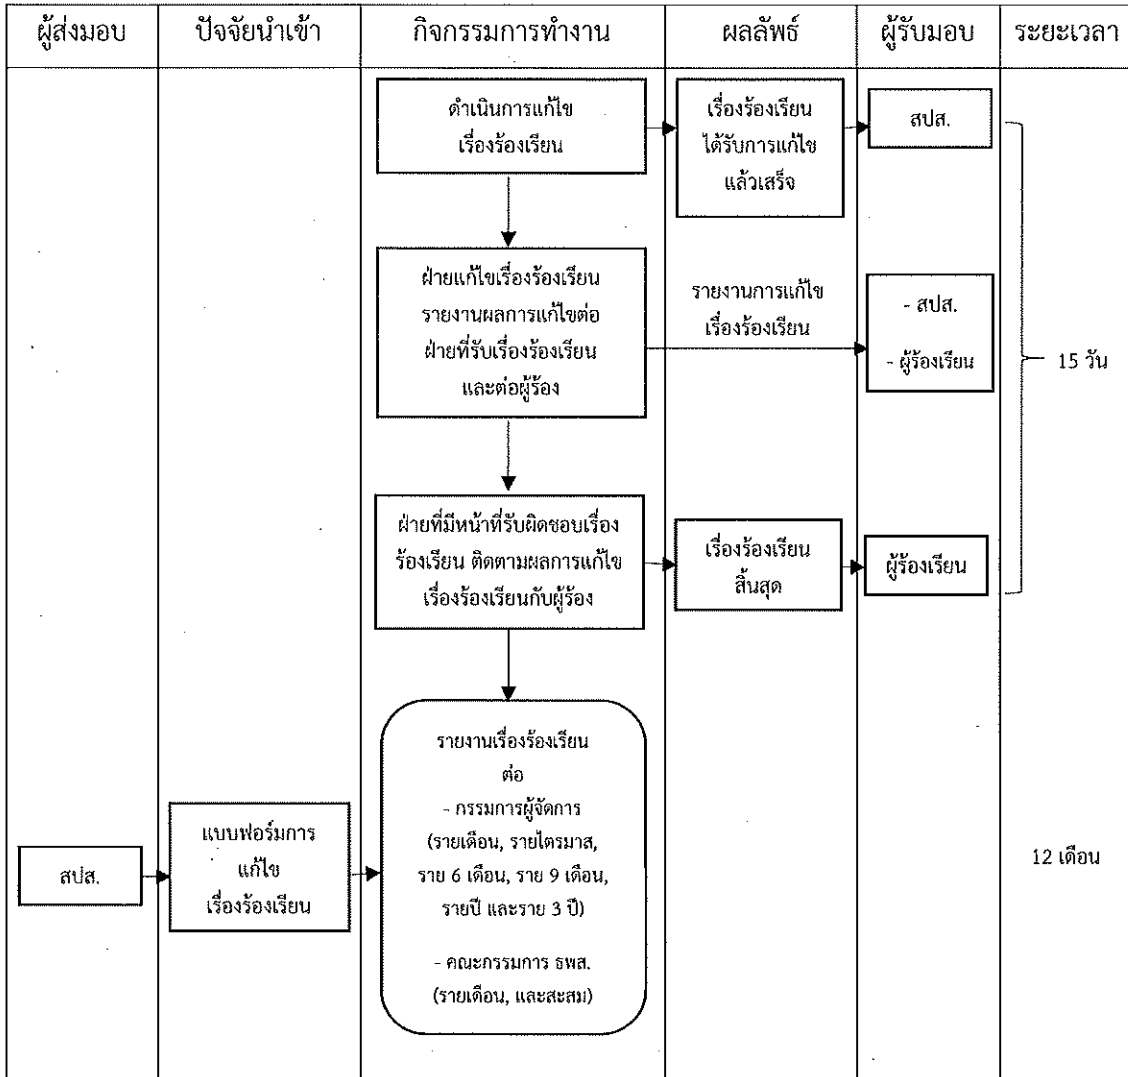 ผู้ส่งมอบ
ปัจจัยนำเข้า
กิจกรรมการทำงาน
ผลลัพธ์
ผู้รับมอบ
ระยะเวลา
ดำเนินการแก้ไข
เรื่องร้องเรียน
เรื่องร้องเรียน
ได้รับการแก้ไข
แล้วเสร็จ
สปส.
ฝ่ายแก้ไขเรื่องร้องเรียน
รายงานผลการแก้ไขต่อ
ฝ่ายที่รับเรื่องร้องเรียน
และต่อผู้ร้อง
รายงานการแก้ไข
เรื่องร้องเรียน
- สปส.
- ผู้ร้องเรียน
15 วัน
ฝ่ายที่มีหน้าที่รับผิดชอบเรื่อง
ร้องเรียน ติดตามผลการแก้ไข
เรื่องร้องเรียนกับผู้ร้อง
เรื่องร้องเรียน
สิ้นสุด
ผู้ร้องเรียน
สปส.
แบบฟอร์มการ
แก้ไข
เรื่องร้องเรียน
รายงานเรื่องร้องเรียน
ต่อ
- กรรมการผู้จัดการ
(รายเดือน, รายไตรมาส,
ราย 6 เดือน, ราย 9 เดือน,
รายปี และราย 3 ปี)
- คณะกรรมการ ธพส.
(รายเดือน, และสะสม)
12 เดือน